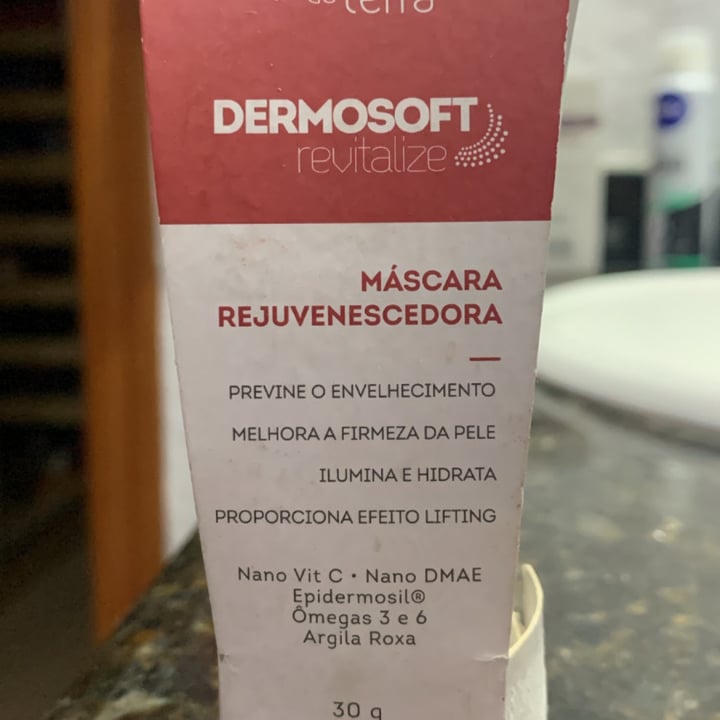 terra
DERMOSOFT
revitalize
MÁSCARA
REJUVENESCEDORA
PREVINE O ENVELHECIMENTO
MELHORA A FIRMEZA DA PELE
ILUMINA E HIDRATA
PROPORCIONA EFEITO LIFTING
Nano Vit C • Nano DMAE
Epidermosil®
Ômegas 3 e 6
Argila Roxa
30 g